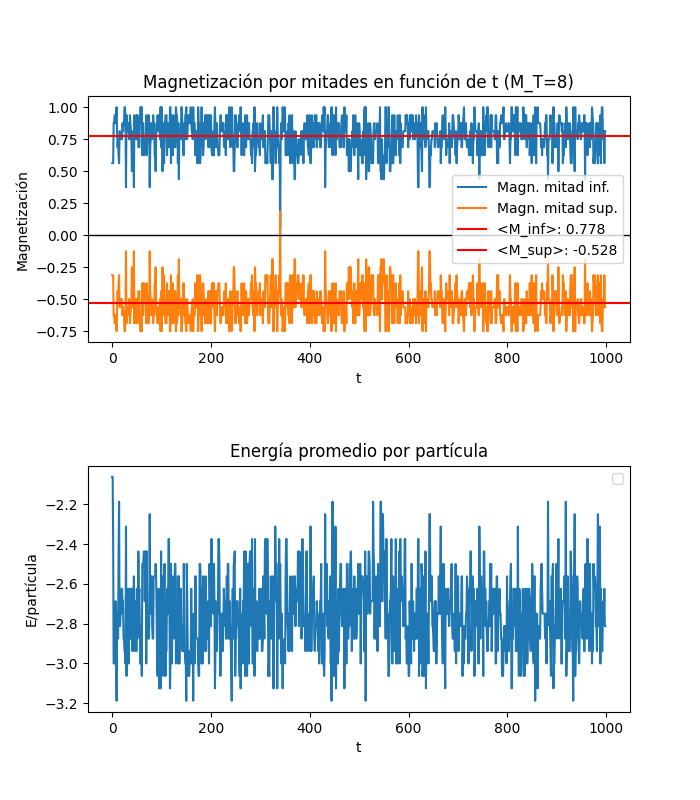 Magnetización por mitades en función de t (M_T=8)
Magnetización
1.00
0.75
0.50
0.25
0.00
−0.25
−0.50
−0.75
Magn. mitad inf.
Magn. mitad sup.
<M_inf>: 0.778
<M_sup>: -0.528
0 200 400 600 800 1000
t
Energía promedio por partícula
E/partícula
−2.2
−2.4
−2.6
−2.8
−3.0
−3.2
0 200 400 600 800 1000
t